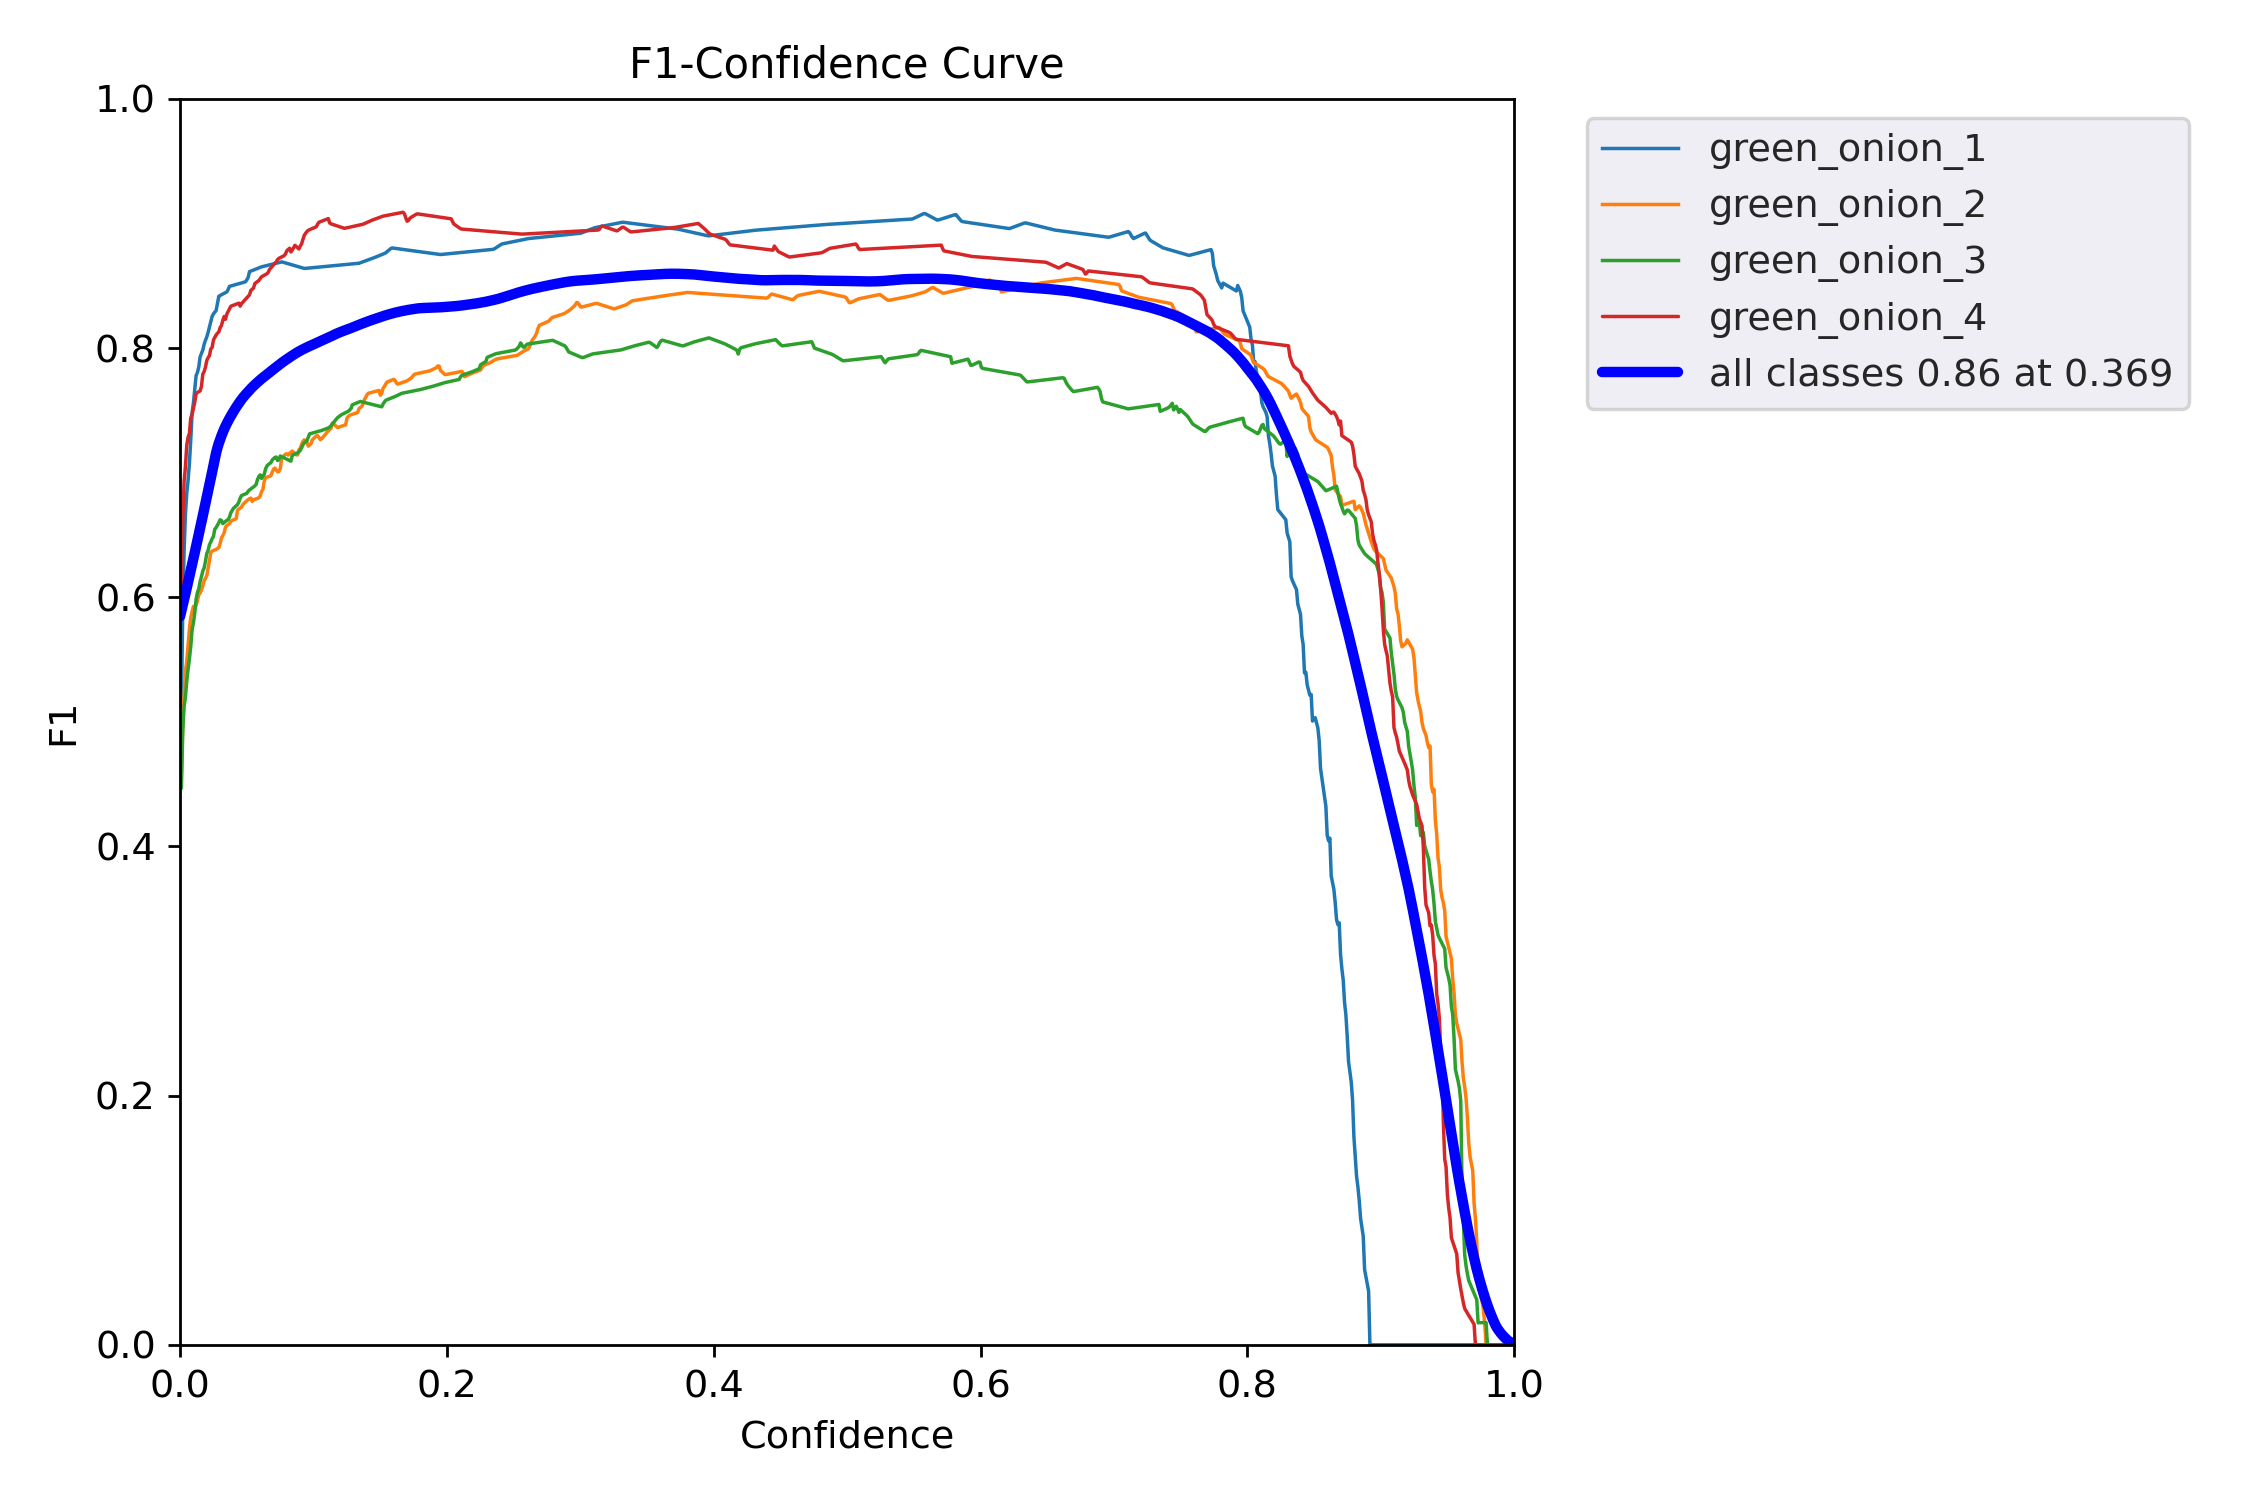 F1-Confidence Curve
1.0
0.8
0.6
0.4
0.2
0.0
F1
0.0 0.2 0.4 0.6 0.8 1.0
Confidence
green_onion_1
green_onion_2
green_onion_3
green_onion_4
all classes 0.86 at 0.369